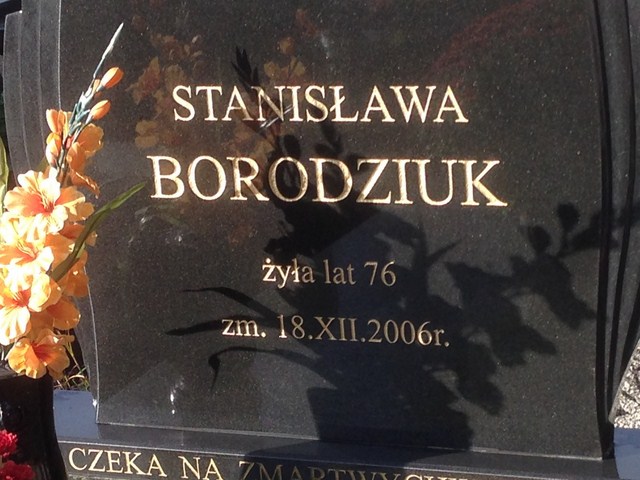 STANISŁAWA
BORODZIUK
żyła lat 76
zm. 18.XII.2006r.
CZEKA NA